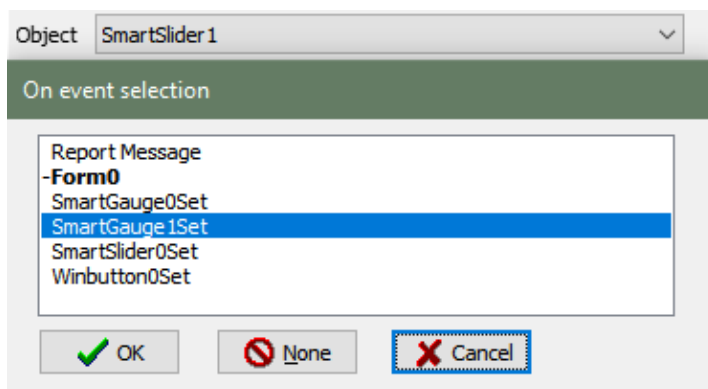 Object SmartSlider1
On event selection
Report Message
-Form0
SmartGauge0Set
SmartGauge1Set
SmartSlider0Set
Winbutton0Set
OK None Cancel